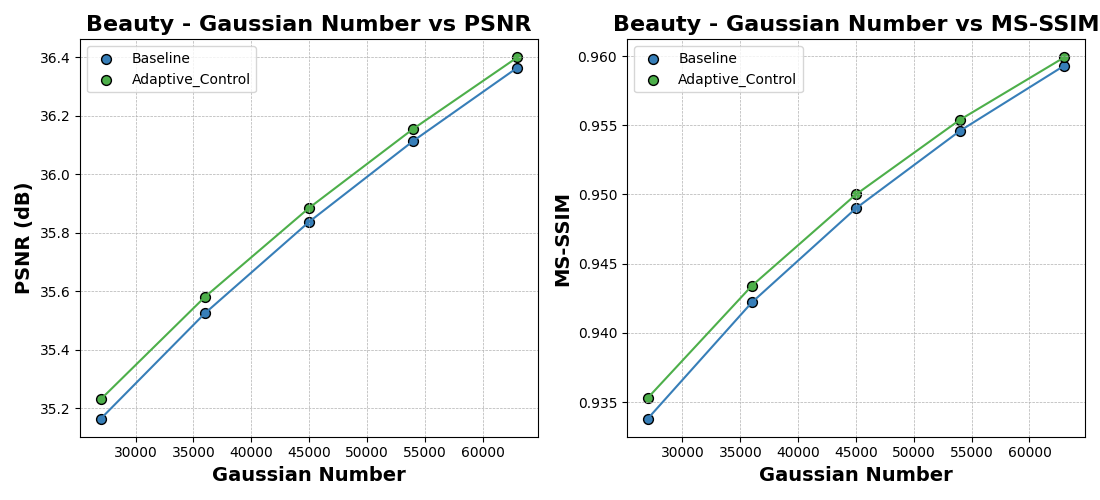 Beauty - Gaussian Number vs PSNR
Baseline
Adaptive_Control
36.4
36.2
36.0
35.8
35.6
35.4
35.2
PSNR (dB)
30000 35000 40000 45000 50000 55000 60000
Gaussian Number
Beauty - Gaussian Number vs MS-SSIM
Baseline
Adaptive_Control
0.960
0.955
0.950
0.945
0.940
0.935
MS-SSIM
30000 35000 40000 45000 50000 55000 60000
Gaussian Number